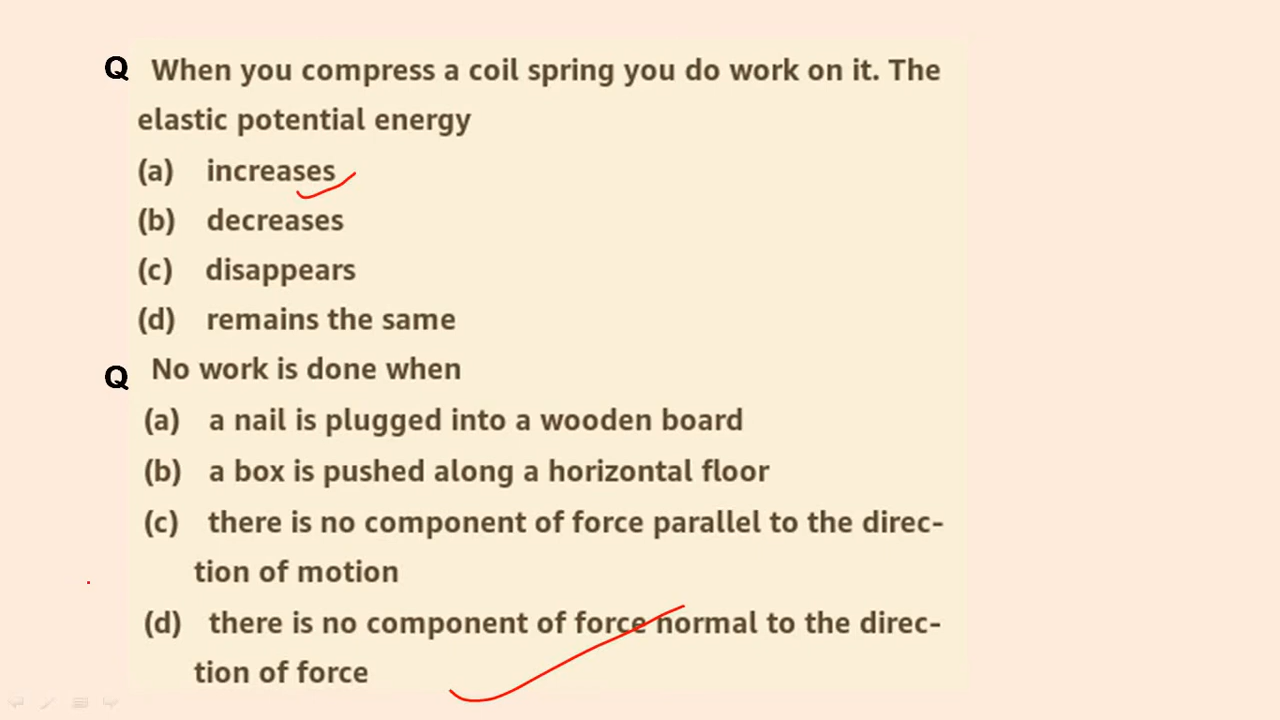 Q When you compress a coil spring you do work on it. The
elastic potential energy
(a) increases
(b) decreases
(c) disappears
(d) remains the same
Q No work is done when
(a) a nail is plugged into a wooden board
(b) a box is pushed along a horizontal floor
(c) there is no component of force parallel to the direc-
tion of motion
(d) there is no component of force normal to the direc-
tion of force